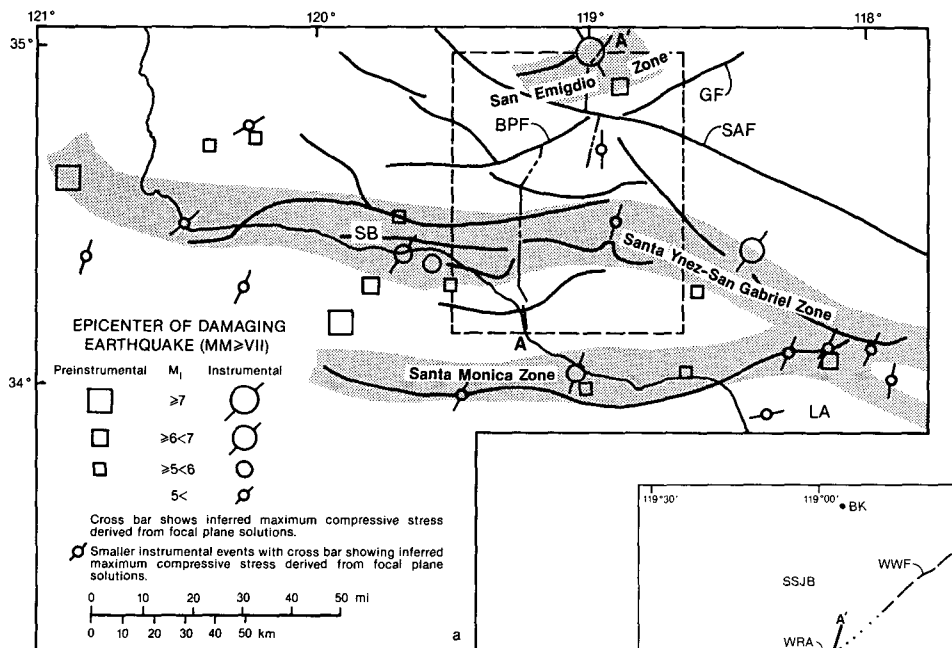 121° 120° 119° 118°
35°
A'
San Emigdio Zone
GF
BPF
SAF
SB
Santa Ynez-San Gabriel Zone
A
34°
Santa Monica Zone
LA
EPICENTER OF DAMAGING
EARTHQUAKE (MM≥VII)
Preinstrumental M_l Instrumental
≥7
≥6<7
≥5<6
5<
Cross bar shows inferred maximum compressive stress
derived from focal plane solutions.
Smaller instrumental events with cross bar showing inferred
maximum compressive stress derived from focal plane
solutions.
0 10 20 30 40 50 mi
0 10 20 30 40 50 km
a
119°30' 119°00'
BK
WWF
SSJB
A'
WRA